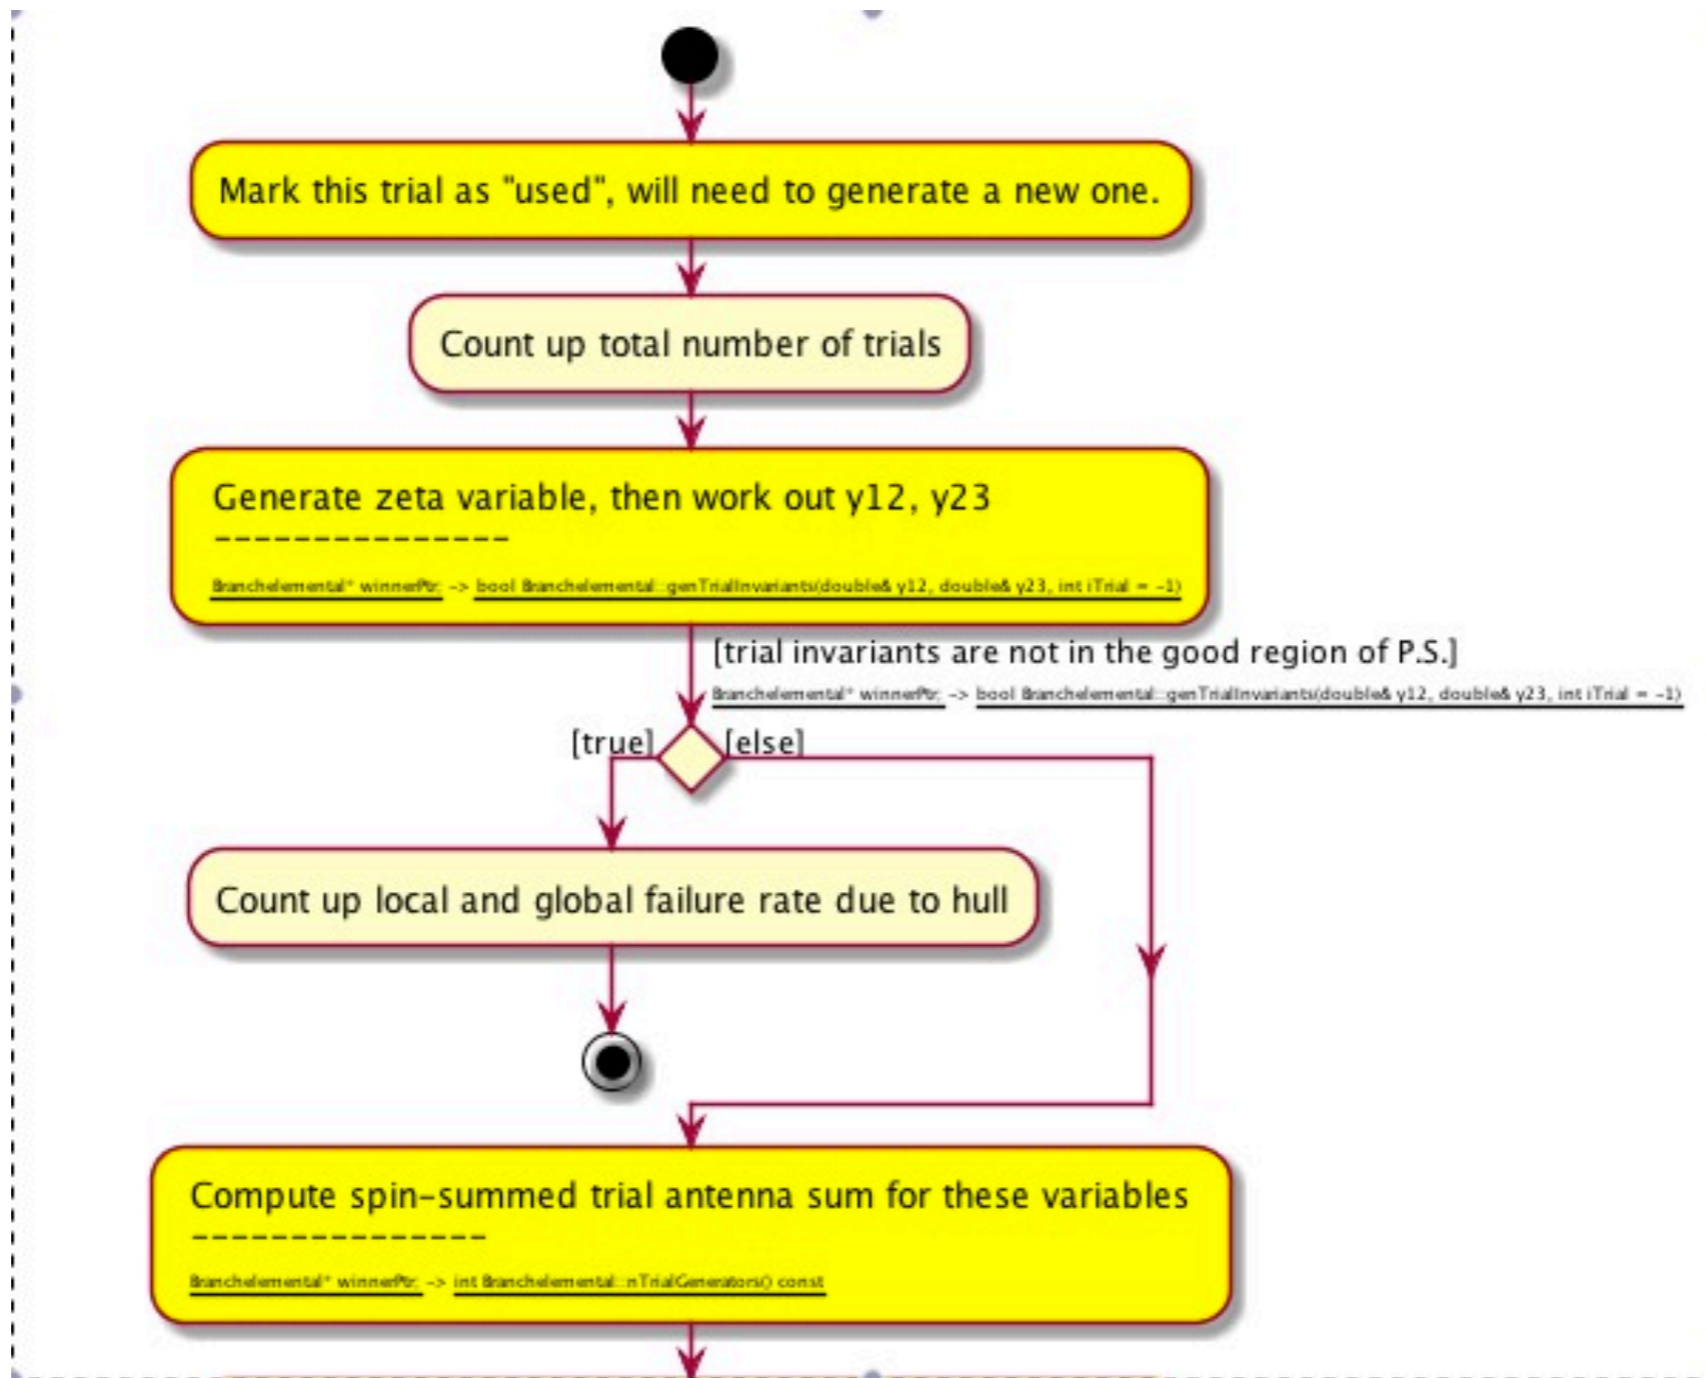 Mark this trial as "used", will need to generate a new one.
Count up total number of trials
Generate zeta variable, then work out y12, y23
---------------
Branchelemental* winnerPtr; -> bool Branchelemental::genTrialInvariants(double& y12, double& y23, int iTrial = -1)
[trial invariants are not in the good region of P.S.]
Branchelemental* winnerPtr; -> bool Branchelemental::genTrialInvariants(double& y12, double& y23, int iTrial = -1)
[true] [else]
Count up local and global failure rate due to hull
Compute spin-summed trial antenna sum for these variables
---------------
Branchelemental* winnerPtr; -> int Branchelemental::nTrialGenerators() const